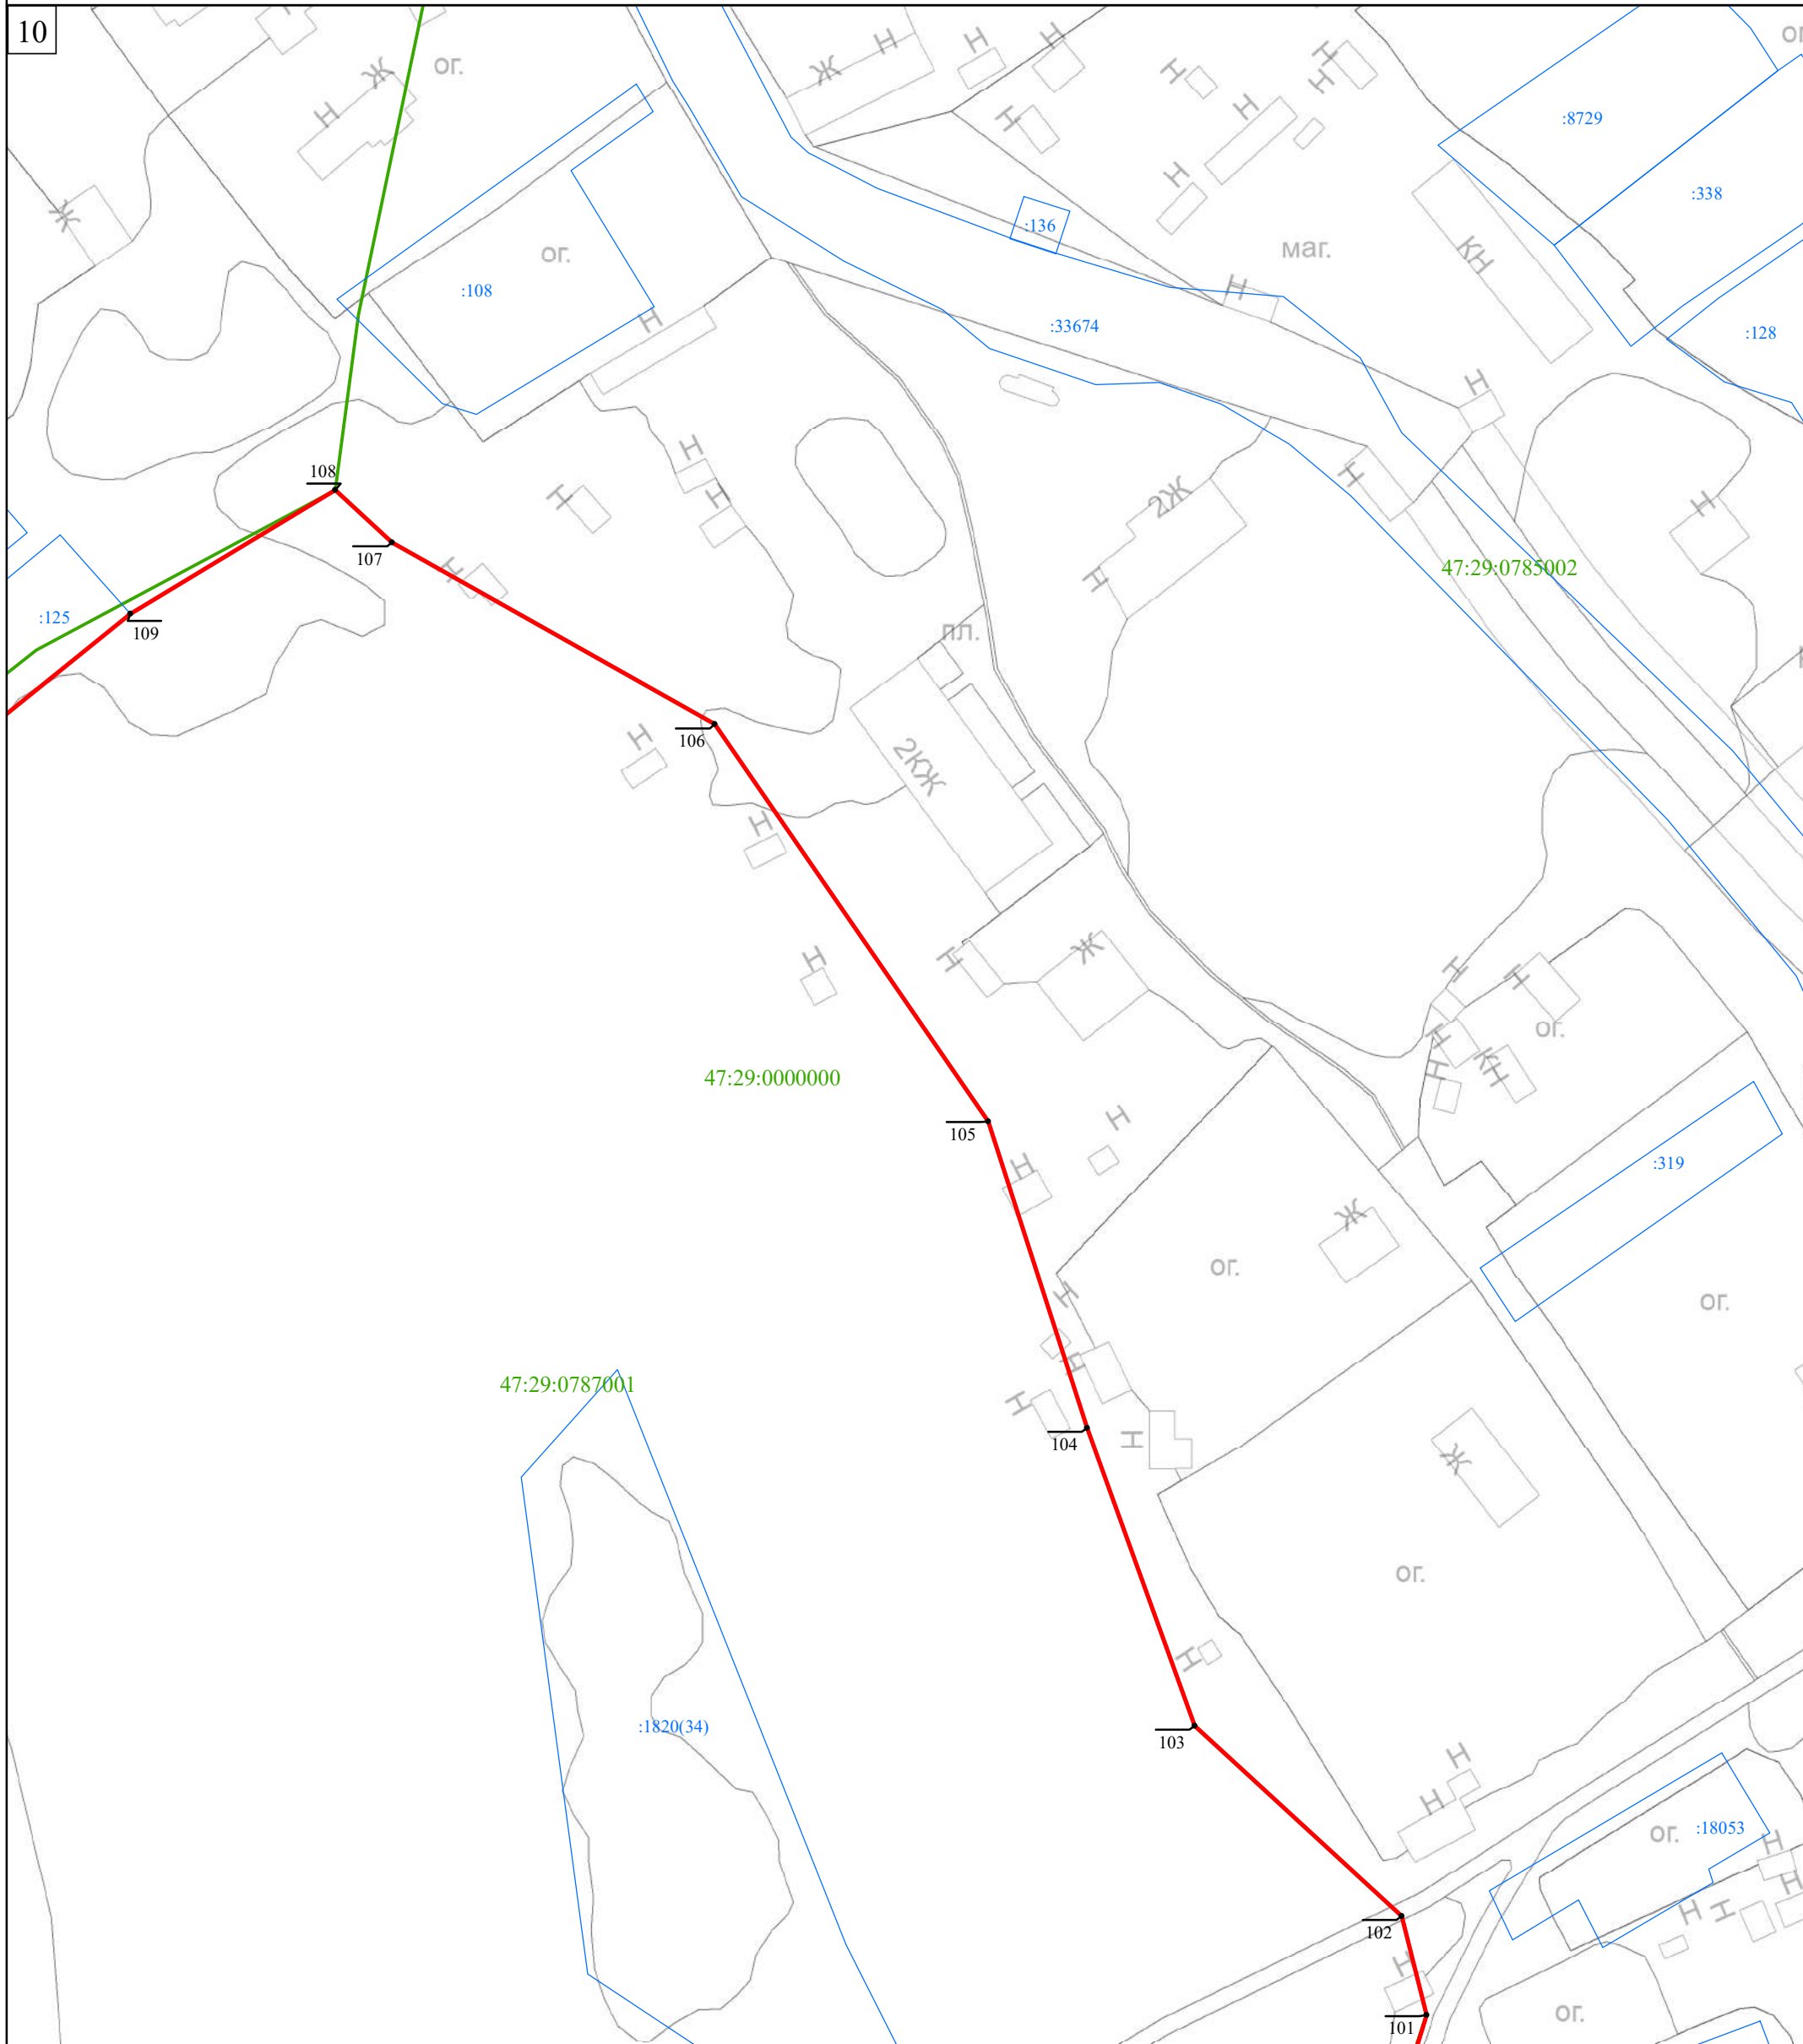 10
Ж Н Н Н
ог. Ж Н Н ог.
Н Н Н Н
Н :8729
Н :338
Ж :136
ог. маг. КН
:108 Н
Н :33674 :128
Н
Н
108 Н
Н Н 2Ж Н Н
107 Н Н 47:29:0785002
:125 109 пл.
106 Н 2КЖ
Н
Н Н Ж Н Н
ог.
Н КН
Н
47:29:0000000
105 Н
Н :319
Ж
ог.
Н ог.
Н
47:29:0787001
Н
104 Н Ж
ог.
Н
:1820(34)
103
Н
Н
ог. :18053
Н
Н Н Н
102
Н
101 ог.